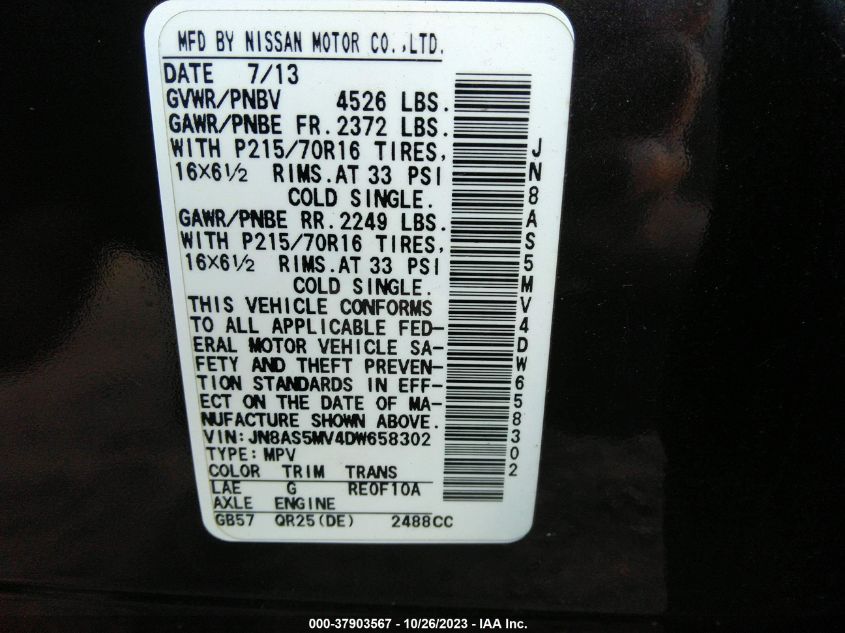 MFD BY NISSAN MOTOR CO.,LTD.
DATE 7/13
GVWR/PNBV 4526 LBS.
GAWR/PNBE FR. 2372 LBS.
WITH P215/70R16 TIRES,
16X6½ RIMS.AT 33 PSI
COLD SINGLE.
GAWR/PNBE RR. 2249 LBS.
WITH P215/70R16 TIRES,
16X6½ RIMS.AT 33 PSI
COLD SINGLE.
THIS VEHICLE CONFORMS
TO ALL APPLICABLE FED-
ERAL MOTOR VEHICLE SA-
FETY AND THEFT PREVEN-
TION STANDARDS IN EFF-
ECT ON THE DATE OF MA-
NUFACTURE SHOWN ABOVE.
VIN: JN8AS5MV4DW658302
TYPE: MPV
COLOR TRIM TRANS
LAE G RE0F10A
AXLE ENGINE
GB57 QR25(DE) 2488CC
JN8AS5MV4DW658302
000-37903567 - 10/26/2023 - IAA Inc.